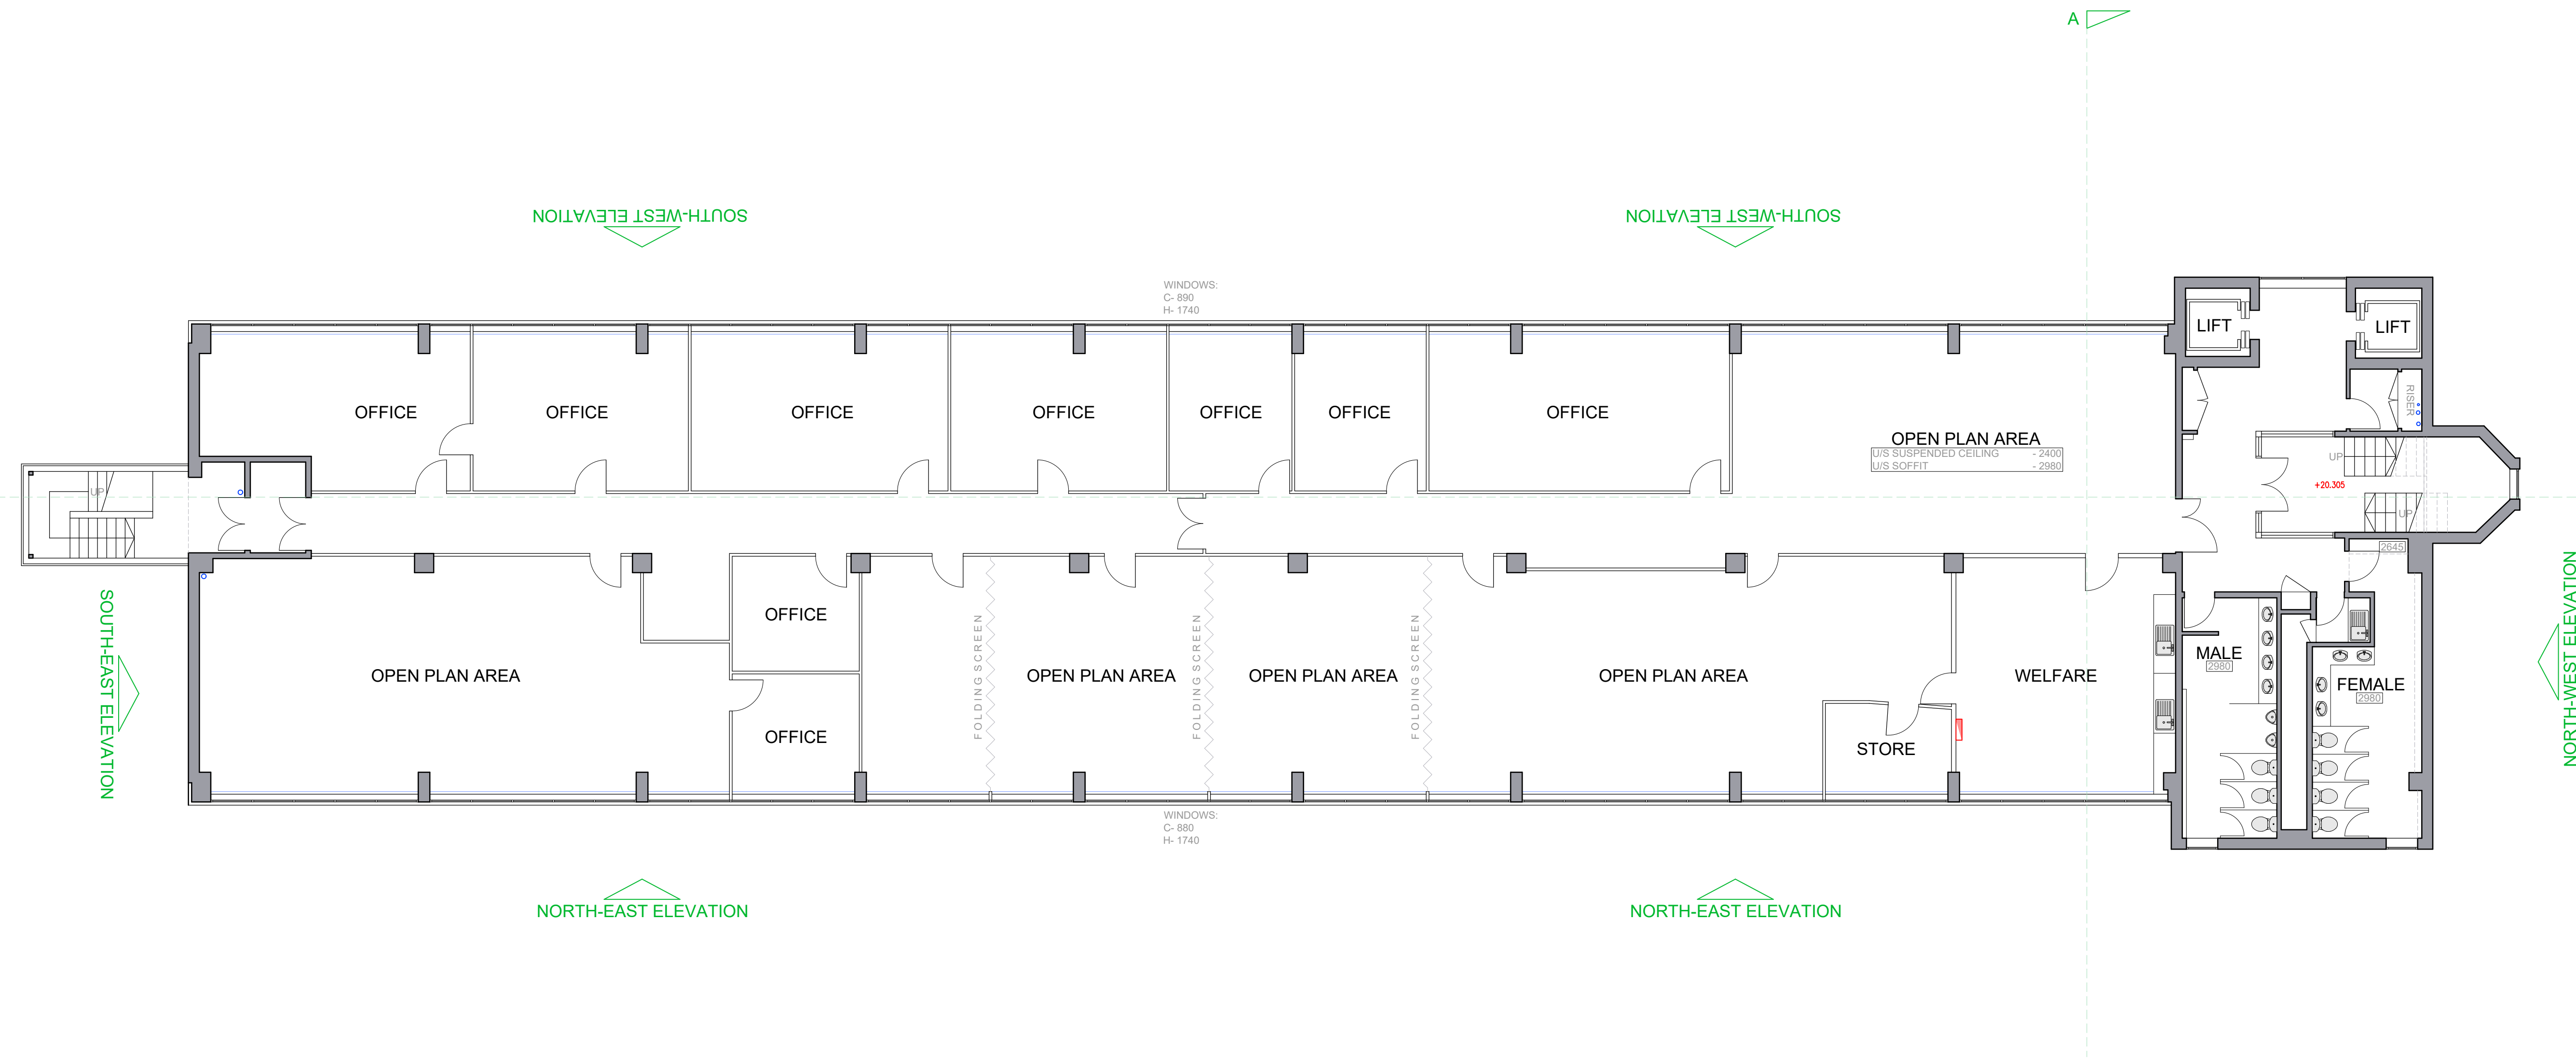 A
SOUTH-WEST ELEVATION
SOUTH-WEST ELEVATION
WINDOWS:
C- 890
H- 1740
LIFT
LIFT
RISER
OFFICE
OFFICE
OFFICE
OFFICE
OFFICE
OFFICE
OFFICE
OPEN PLAN AREA
U/S SUSPENDED CEILING - 2400
U/S SOFFIT - 2980
UP
UP
+20.305
UP
2645
SOUTH-EAST ELEVATION
OPEN PLAN AREA
OFFICE
OFFICE
FOLDING SCREEN
OPEN PLAN AREA
FOLDING SCREEN
OPEN PLAN AREA
FOLDING SCREEN
OPEN PLAN AREA
STORE
WELFARE
MALE
2980
FEMALE
2980
NORTH-WEST ELEVATION
WINDOWS:
C- 880
H- 1740
NORTH-EAST ELEVATION
NORTH-EAST ELEVATION